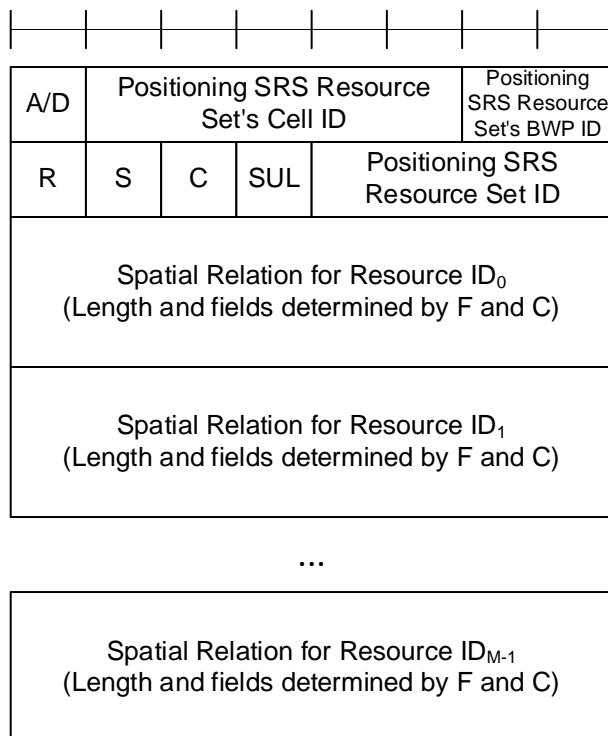 A/D
Positioning SRS Resource
Set's Cell ID
Positioning
SRS Resource
Set's BWP ID
R
S
C
SUL
Positioning SRS
Resource Set ID
Spatial Relation for Resource ID₀
(Length and fields determined by F and C)
Spatial Relation for Resource ID₁
(Length and fields determined by F and C)
...
Spatial Relation for Resource ID_M-1
(Length and fields determined by F and C)